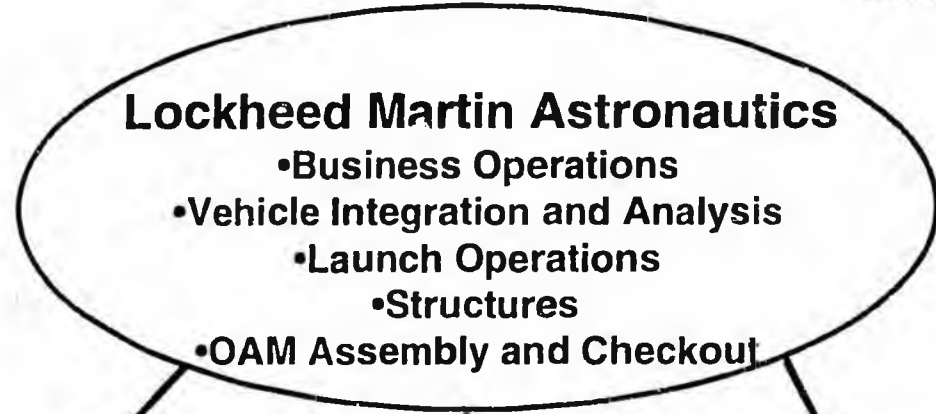 Lockheed Martin Astronautics
•Business Operations
•Vehicle Integration and Analysis
•Launch Operations
•Structures
•OAM Assembly and Checkout